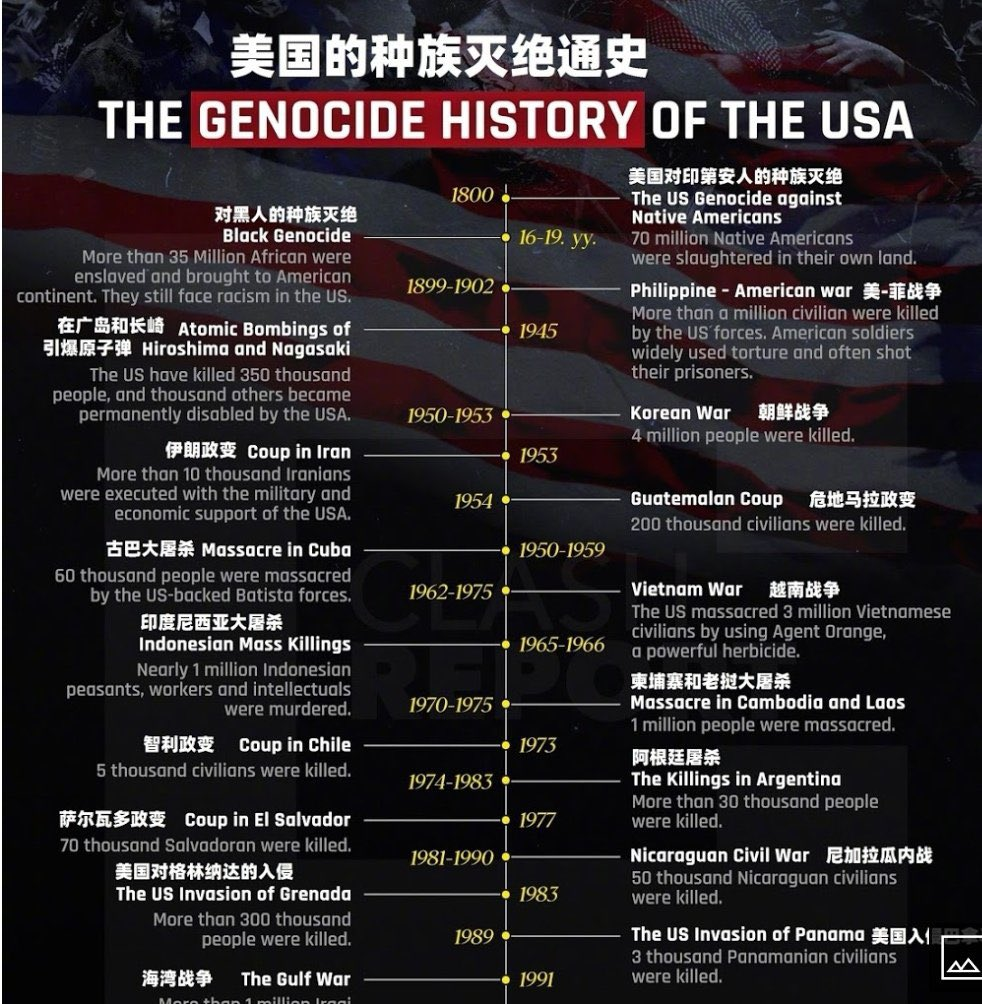 美国的种族灭绝通史
THE GENOCIDE HISTORY OF THE USA
1800
美国对印第安人的种族灭绝
The US Genocide against
Native Americans
70 million Native Americans
were slaughtered in their own land.
对黑人的种族灭绝
Black Genocide
16-19. yy.
More than 35 Million African were
enslaved and brought to American
continent. They still face racism in the US.
1899-1902
Philippine - American war 美-菲战争
More than a million civilian were killed
by the US forces. American soldiers
widely used torture and often shot
their prisoners.
在广岛和长崎 Atomic Bombings of
引爆原子弹 Hiroshima and Nagasaki
1945
The US have killed 350 thousand
people, and thousand others became
permanently disabled by the USA.
1950-1953
Korean War 朝鲜战争
4 million people were killed.
伊朗政变 Coup in Iran
1953
More than 10 thousand Iranians
were executed with the military and
economic support of the USA.
1954
Guatemalan Coup 危地马拉政变
200 thousand civilians were killed.
古巴大屠杀 Massacre in Cuba
1950-1959
60 thousand people were massacred
by the US-backed Batista forces.
1962-1975
Vietnam War 越南战争
The US massacred 3 million Vietnamese
civilians by using Agent Orange,
a powerful herbicide.
印度尼西亚大屠杀
Indonesian Mass Killings
1965-1966
Nearly 1 million Indonesian
peasants, workers and intellectuals
were murdered.
1970-1975
柬埔寨和老挝大屠杀
Massacre in Cambodia and Laos
1 million people were massacred.
智利政变 Coup in Chile
1973
5 thousand civilians were killed.
1974-1983
阿根廷屠杀
The Killings in Argentina
More than 30 thousand people
were killed.
萨尔瓦多政变 Coup in El Salvador
1977
70 thousand Salvadoran were killed.
1981-1990
Nicaraguan Civil War 尼加拉瓜内战
50 thousand Nicaraguan civilians
were killed.
美国对格林纳达的入侵
The US Invasion of Grenada
1983
More than 300 thousand
people were killed.
1989
The US Invasion of Panama 美国入侵巴拿
3 thousand Panamanian civilians
were killed.
海湾战争 The Gulf War
1991
More than 1 million Iraqi
CLASH
REPORT